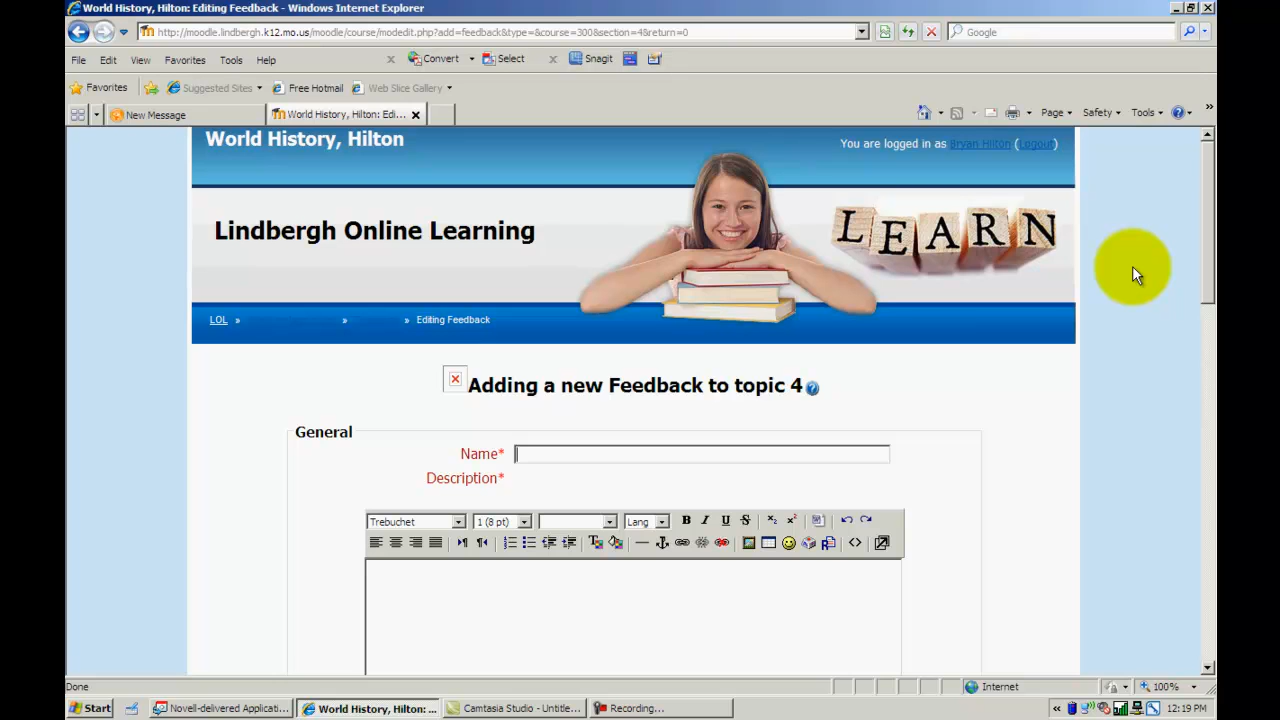 World History, Hilton: Editing Feedback - Windows Internet Explorer
http://moodle.lindbergh.k12.mo.us/moodle/course/modedit.php?add=feedback&type=&course=300&section=4&return=0
Google
File Edit View Favorites Tools Help
x Convert Select x Snagit
Favorites Suggested Sites Free Hotmail Web Slice Gallery
New Message World History, Hilton: Edi... x Page Safety Tools
World History, Hilton
You are logged in as Bryan Hilton (Logout)
Lindbergh Online Learning
LEARN
LOL » » » Editing Feedback
Adding a new Feedback to topic 4
General
Name*
Description*
Trebuchet 1 (8 pt) Lang B I U S
Done Internet 100%
Start Novell-delivered Applicati... World History, Hilton: ... Camtasia Studio - Untitle... Recording... 12:19 PM